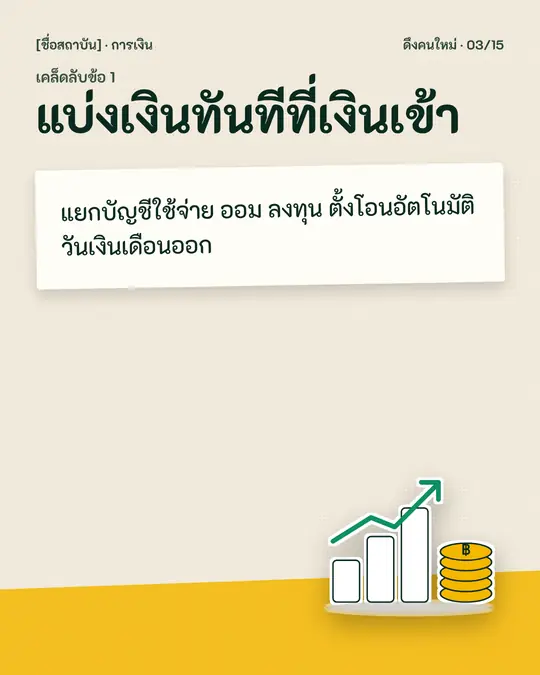 [ชื่อสถาบัน] · การเงิน
ดึงคนใหม่ · 03/15
เคล็ดลับข้อ 1
แบ่งเงินทันทีที่เงินเข้า
แยกบัญชีใช้จ่าย ออม ลงทุน ตั้งโอนอัตโนมัติ
วันเงินเดือนออก
฿